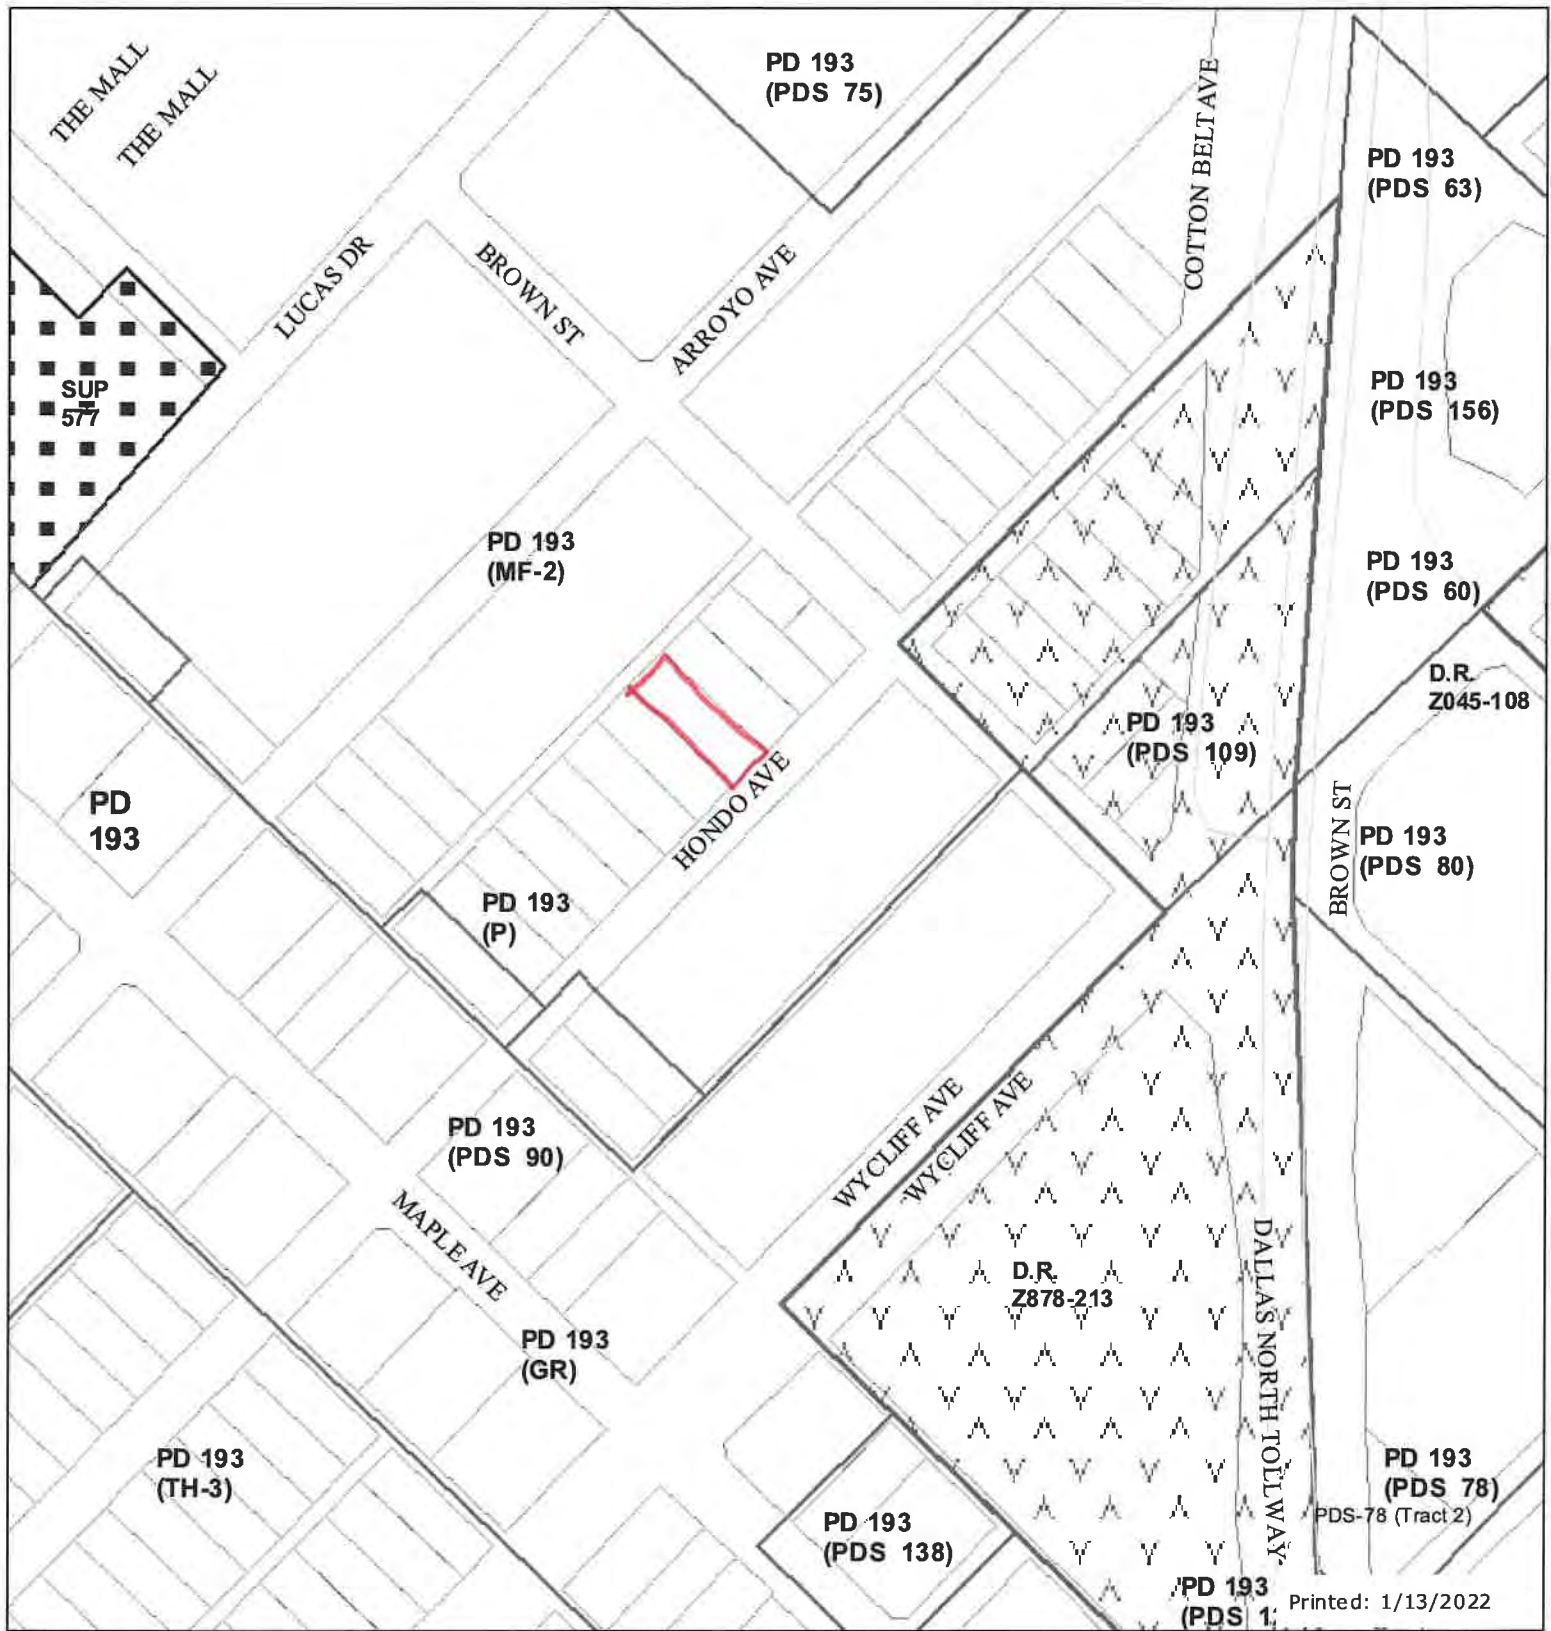 THE MALL
THE MALL
PD 193
(PDS 75)
COTTON BELT AVE
PD 193
(PDS 63)
LUCAS DR
BROWN ST
ARROYO AVE
SUP
577
PD 193
(PDS 156)
PD 193
(MF-2)
PD 193
(PDS 60)
D.R.
Z045-108
PD 193
(PDS 109)
PD
193
HONDO AVE
BROWN ST
PD 193
(PDS 80)
PD 193
(P)
PD 193
(PDS 90)
WYCLIFF AVE
WYCLIFF AVE
MAPLE AVE
D.R.
Z878-213
DALLAS NORTH TOLLWAY
PD 193
(GR)
PD 193
(TH-3)
PD 193
(PDS 78)
PDS-78 (Tract 2)
PD 193
(PDS 138)
PD 193
(PDS
Printed: 1/13/2022